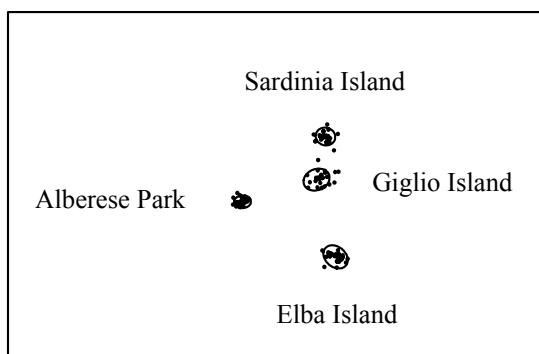 Sardinia Island
Giglio Island
Alberese Park
Elba Island